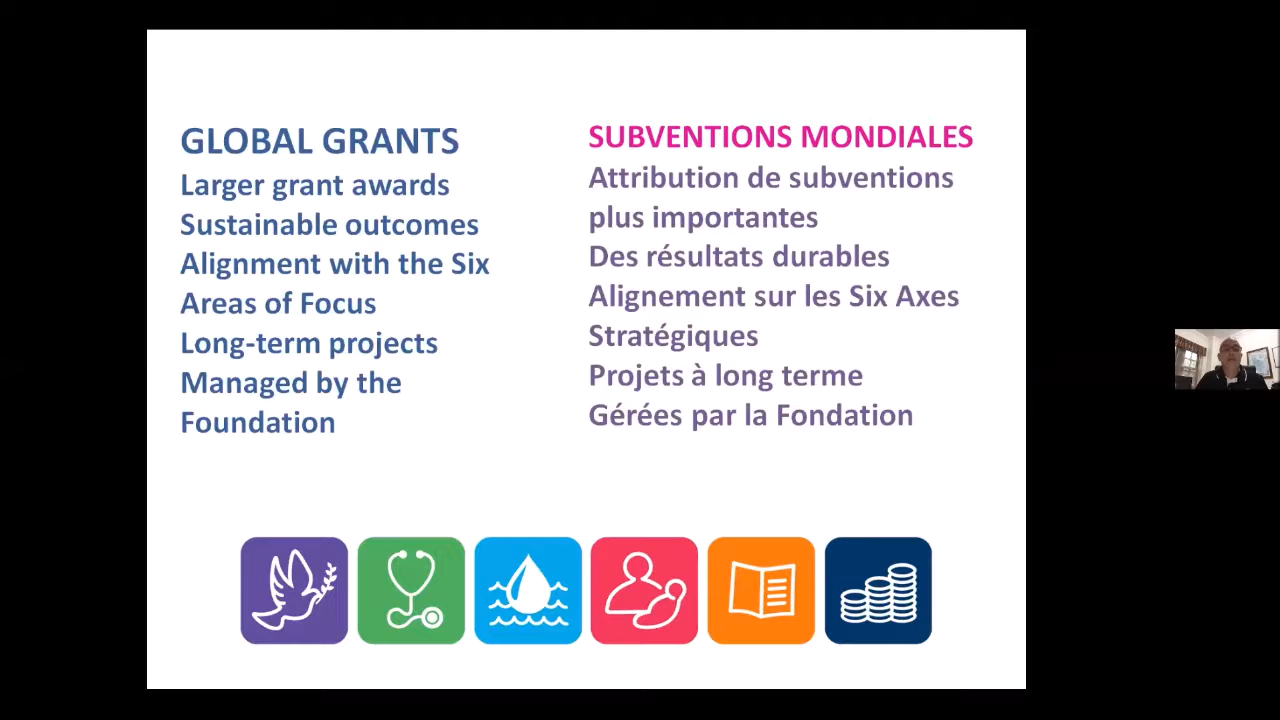 GLOBAL GRANTS
Larger grant awards
Sustainable outcomes
Alignment with the Six
Areas of Focus
Long-term projects
Managed by the
Foundation
SUBVENTIONS MONDIALES
Attribution de subventions
plus importantes
Des résultats durables
Alignement sur les Six Axes
Stratégiques
Projets à long terme
Gérées par la Fondation